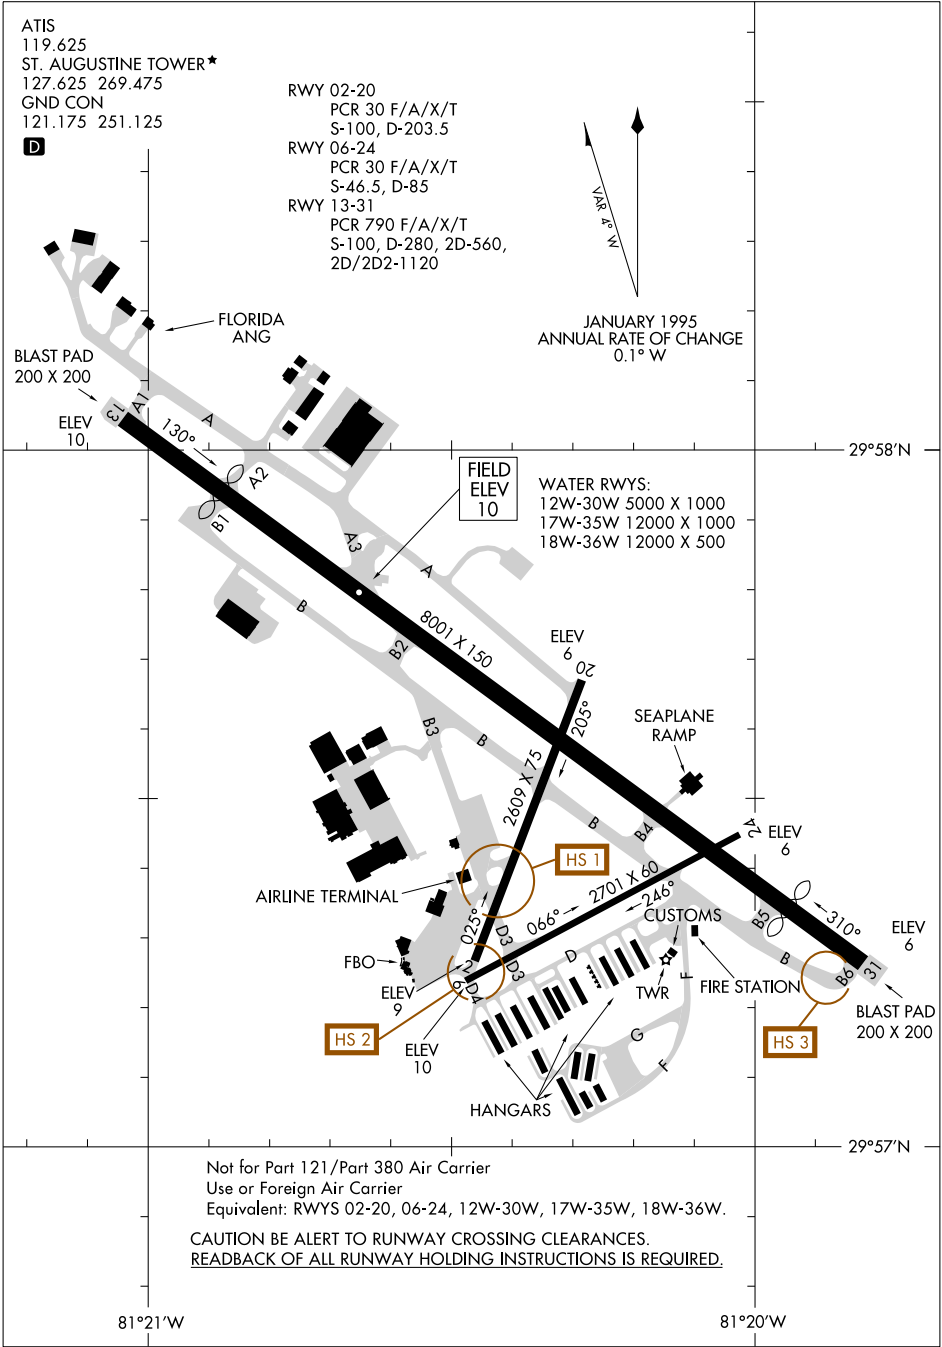 ATIS
119.625
ST. AUGUSTINE TOWER★
127.625 269.475
GND CON
121.175 251.125
D
RWY 02-20
PCR 30 F/A/X/T
S-100, D-203.5
RWY 06-24
PCR 30 F/A/X/T
S-46.5, D-85
RWY 13-31
PCR 790 F/A/X/T
S-100, D-280, 2D-560,
2D/2D2-1120
VAR 4° W
JANUARY 1995
ANNUAL RATE OF CHANGE
0.1° W
FLORIDA
ANG
BLAST PAD
200 X 200
ELEV
10
13
A1
A
130°
A2
B1
29°58'N
FIELD
ELEV
10
WATER RWYS:
12W-30W 5000 X 1000
17W-35W 12000 X 1000
18W-36W 12000 X 500
A3
A
B
8001 X 150
B2
ELEV
6
20
205°
B3
B
SEAPLANE
RAMP
2609 X 75
B
B4
24
ELEV
6
HS 1
AIRLINE TERMINAL
2701 X 60
066°
246°
025°
CUSTOMS
B5
310°
ELEV
6
D3
D3
D
B
FBO
2
6
D4
TWR
F
FIRE STATION
B6
31
ELEV
9
BLAST PAD
200 X 200
HS 2
ELEV
10
G
F
HS 3
HANGARS
29°57'N
Not for Part 121/Part 380 Air Carrier
Use or Foreign Air Carrier
Equivalent: RWYS 02-20, 06-24, 12W-30W, 17W-35W, 18W-36W.
CAUTION BE ALERT TO RUNWAY CROSSING CLEARANCES.
READBACK OF ALL RUNWAY HOLDING INSTRUCTIONS IS REQUIRED.
81°21'W
81°20'W